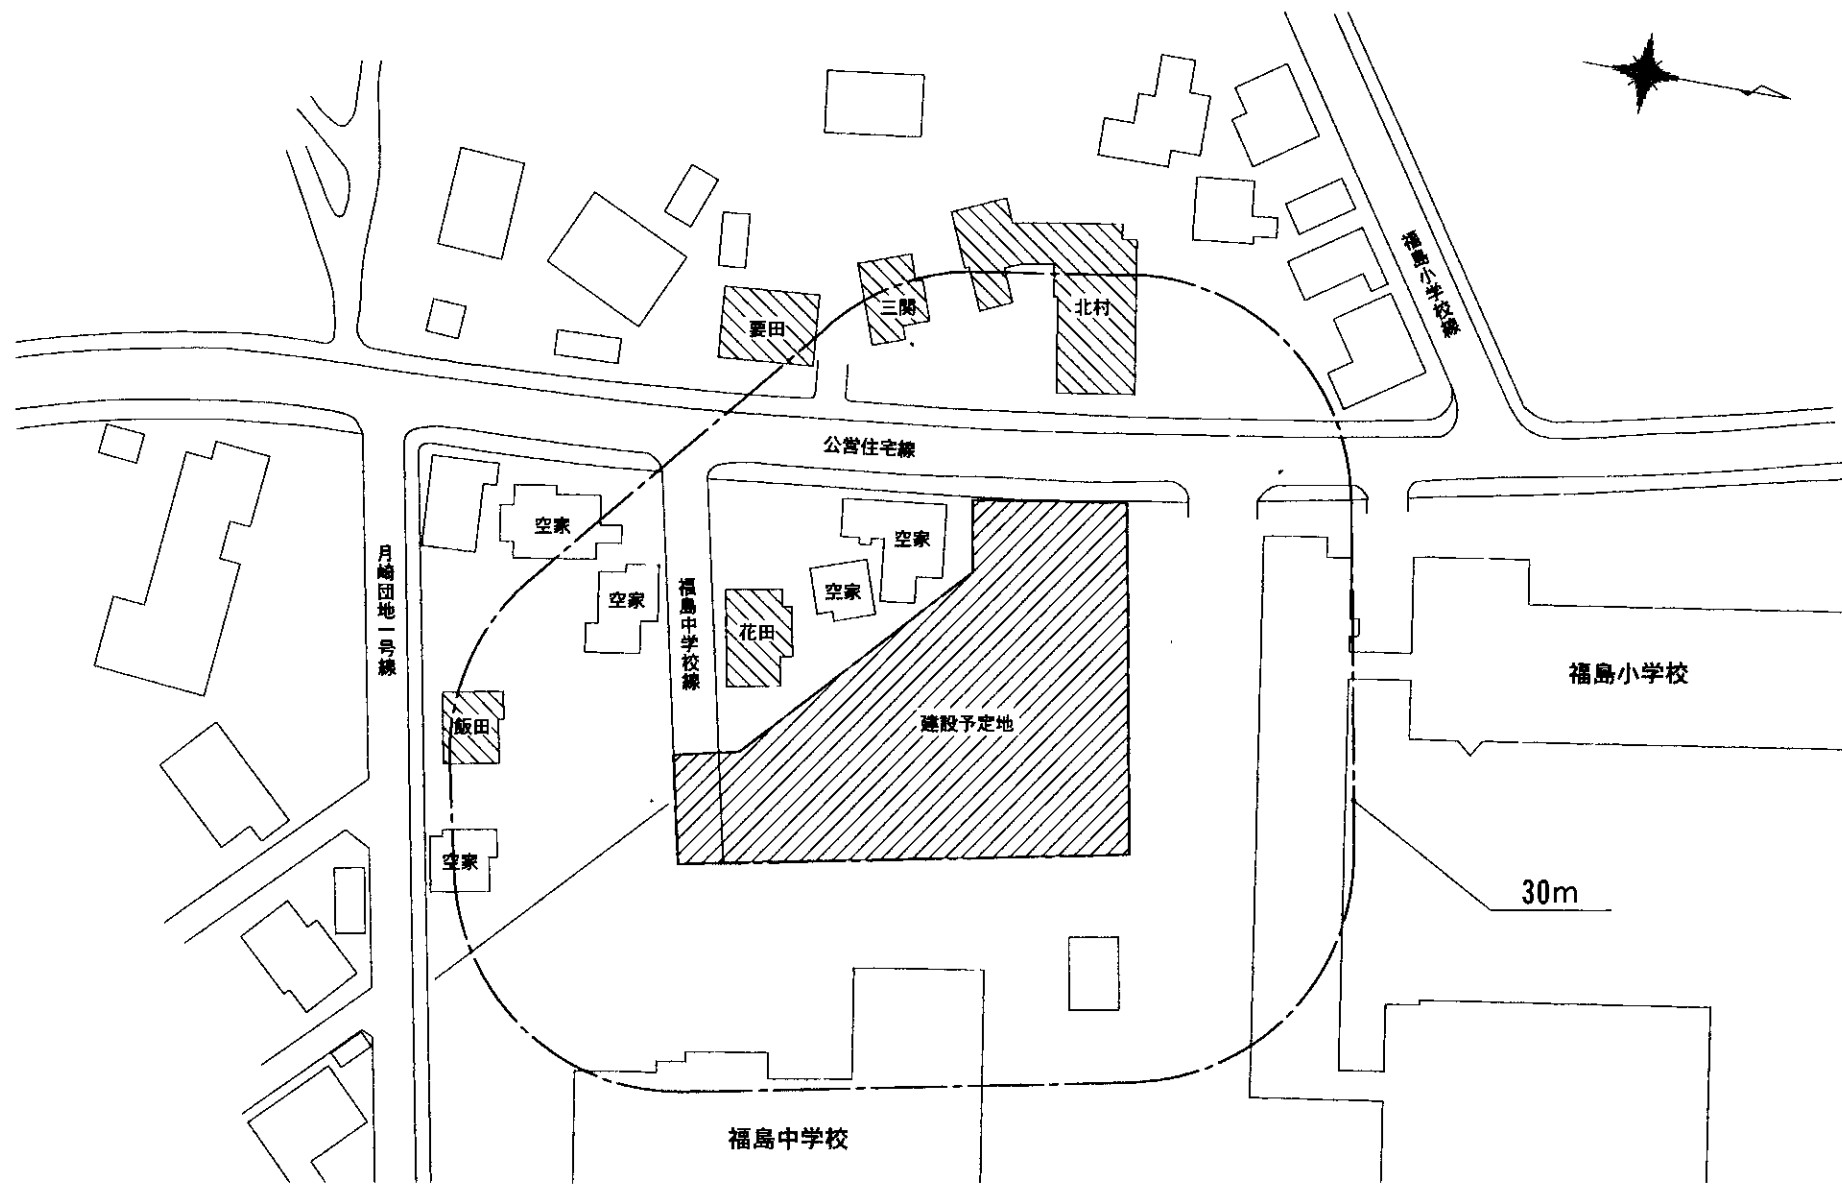 福島小学校線
北村
三関
要田
公営住宅線
空家
空家
空家
空家
月崎団地一号線
福島中学校線
花田
飯田
空家
建設予定地
福島小学校
30m
福島中学校